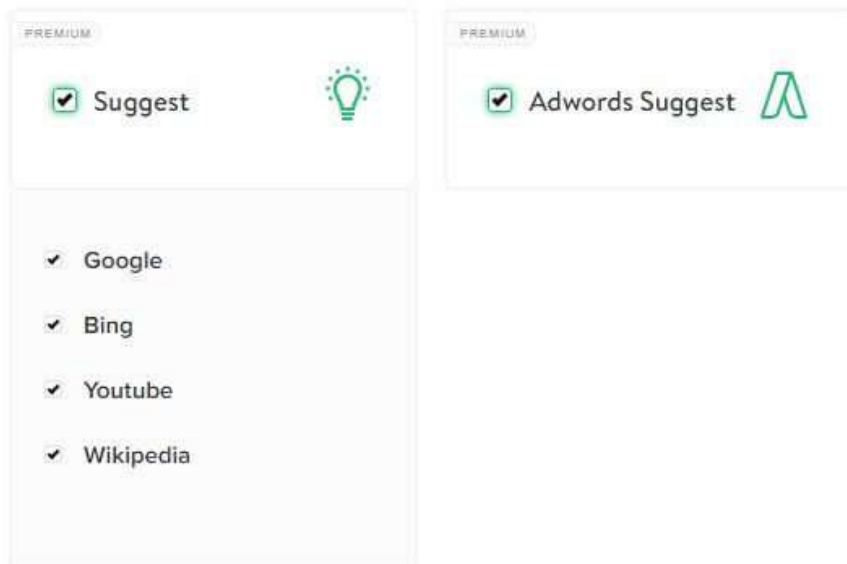 PREMIUM
Suggest
Google
Bing
Youtube
Wikipedia
PREMIUM
Adwords Suggest